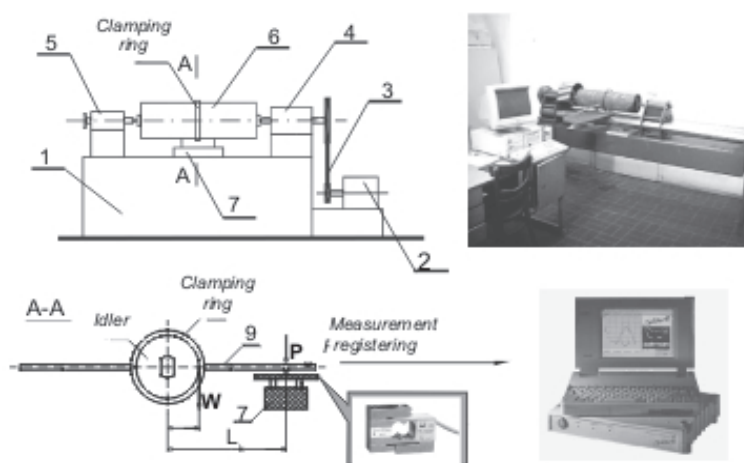 Clamping
ring
A
6
4
5
3
1
A
7
2
Clamping
ring
A-A
Idler
9
P
Measurement
registering
W
7
L